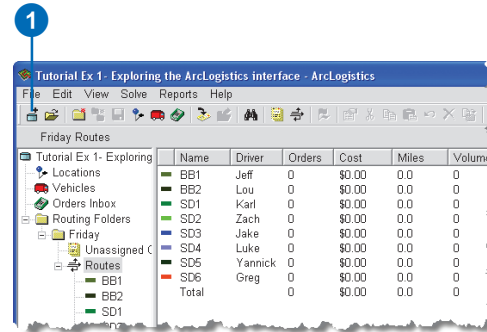 1
Tutorial Ex 1- Exploring the ArcLogistics interface - ArcLogistics
File Edit View Solve Reports Help
Friday Routes
Tutorial Ex 1- Exploring
Locations
Vehicles
Orders Inbox
Routing Folders
Friday
Unassigned
Routes
BB1
BB2
SD1
Name Driver Orders Cost Miles Volum
BB1 Jeff 0 $0.00 0.0 0
BB2 Lou 0 $0.00 0.0 0
SD1 Karl 0 $0.00 0.0 0
SD2 Zach 0 $0.00 0.0 0
SD3 Jake 0 $0.00 0.0 0
SD4 Luke 0 $0.00 0.0 0
SD5 Yannick 0 $0.00 0.0 0
SD6 Greg 0 $0.00 0.0 0
Total 0 $0.00 0.0 0